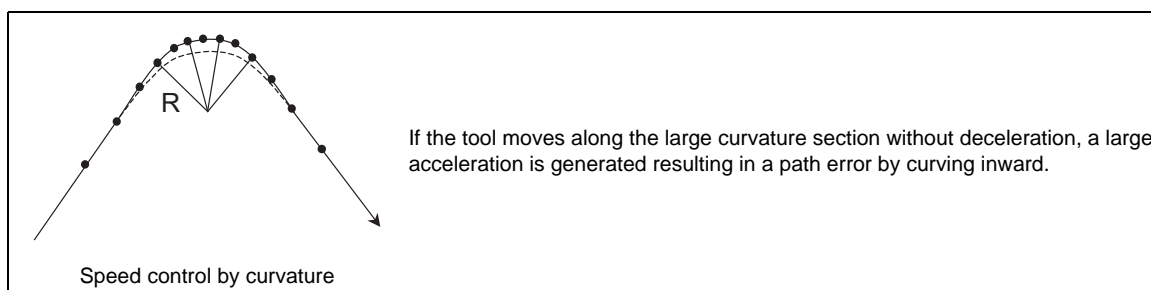 R
If the tool moves along the large curvature section without deceleration, a large
acceleration is generated resulting in a path error by curving inward.
Speed control by curvature